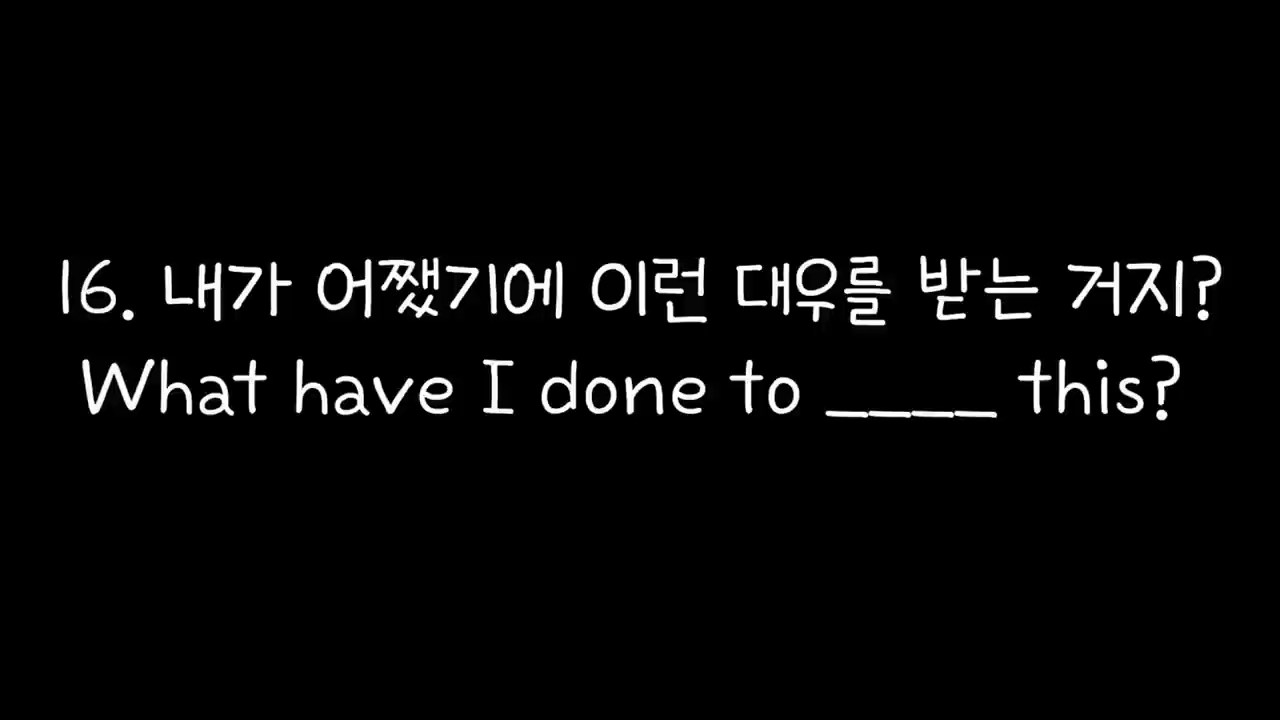 16. 내가 어쨌기에 이런 대우를 받는 거지?
What have I done to ____ this?